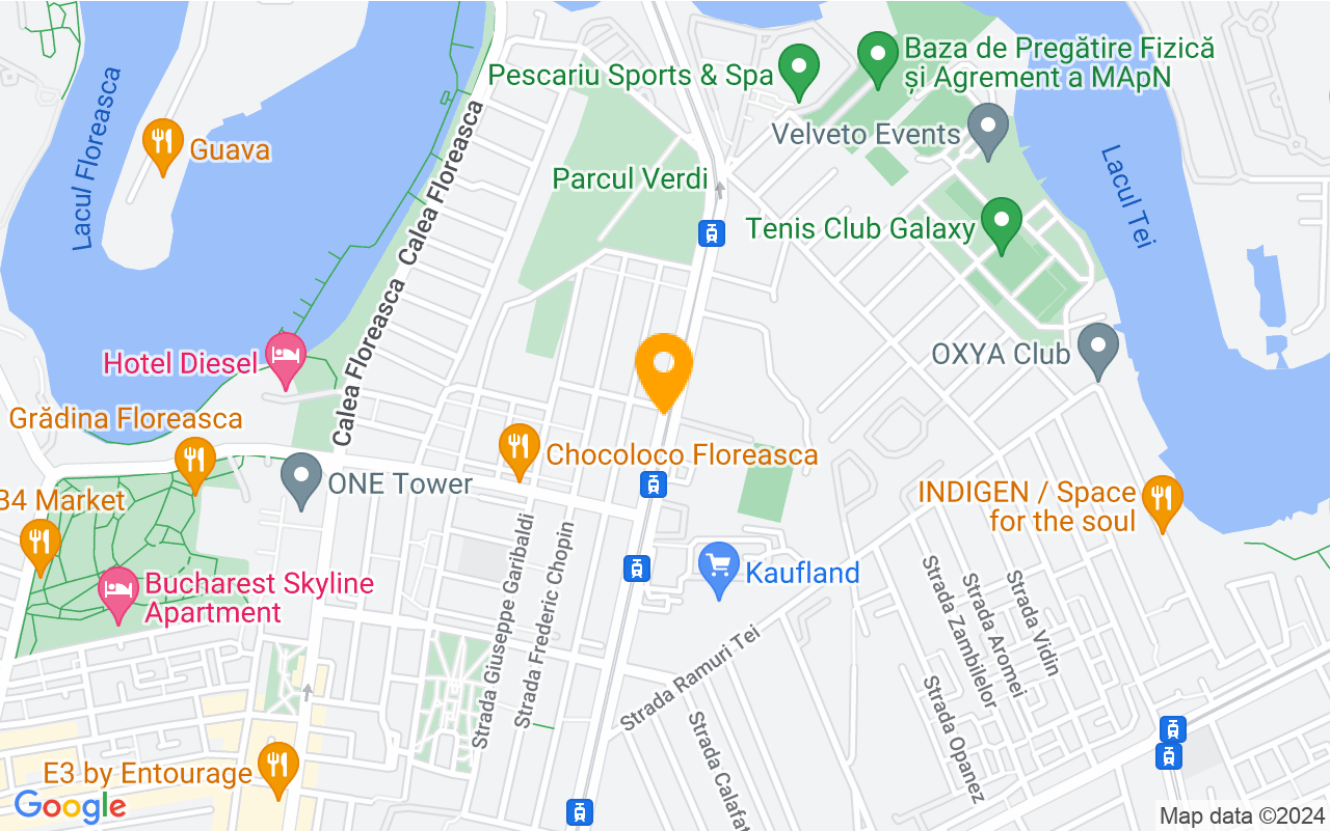 Baza de Pregătire Fizică
și Agrement a MApN
Pescariu Sports & Spa
Velveto Events
Lacul Floreasca
Guava
Calea Floreasca
Parcul Verdi
Lacul Tei
Tenis Club Galaxy
Calea Floreasca
Hotel Diesel
OXYA Club
Calea Floreasca
Grădina Floreasca
Chocoloco Floreasca
ONE Tower
34 Market
INDIGEN / Space
for the soul
Kaufland
Bucharest Skyline
Apartment
Strada Giuseppe Garibaldi
Strada Frederic Chopin
Strada Zambilelor
Strada Aromei
Strada Vidin
Strada Ramuri Tei
Strada Opanez
Strada Calafat
E3 by Entourage
Google
Map data ©2024